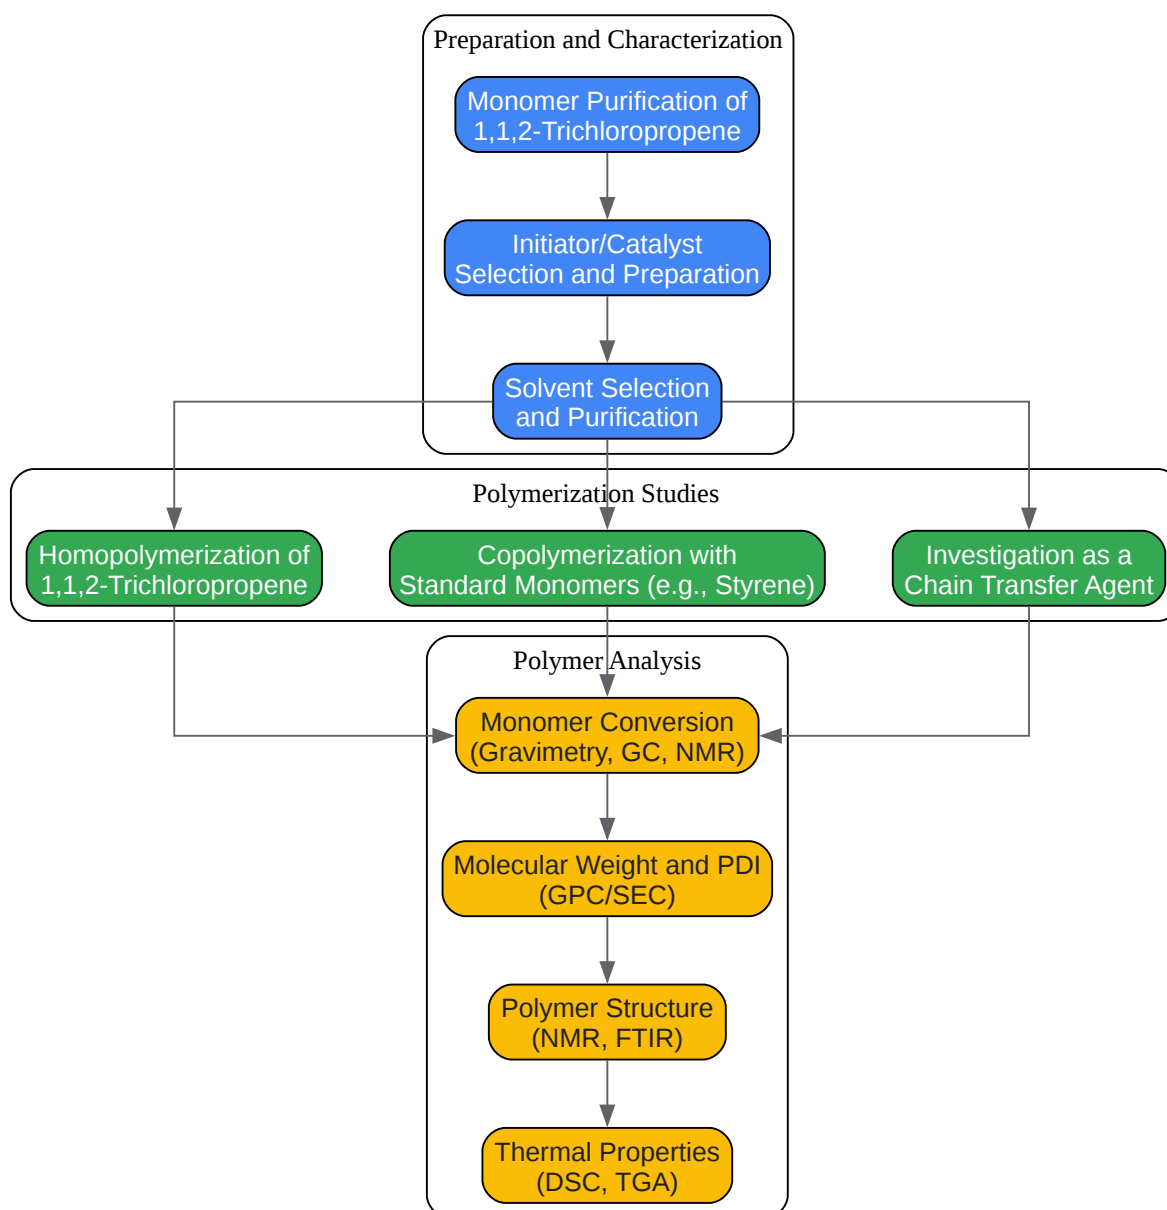 Preparation and Characterization
Monomer Purification of
1,1,2-Trichloropropene
Initiator/Catalyst
Selection and Preparation
Solvent Selection
and Purification
Polymerization Studies
Homopolymerization of
1,1,2-Trichloropropene
Copolymerization with
Standard Monomers (e.g., Styrene)
Investigation as a
Chain Transfer Agent
Polymer Analysis
Monomer Conversion
(Gravimetry, GC, NMR)
Molecular Weight and PDI
(GPC/SEC)
Polymer Structure
(NMR, FTIR)
Thermal Properties
(DSC, TGA)